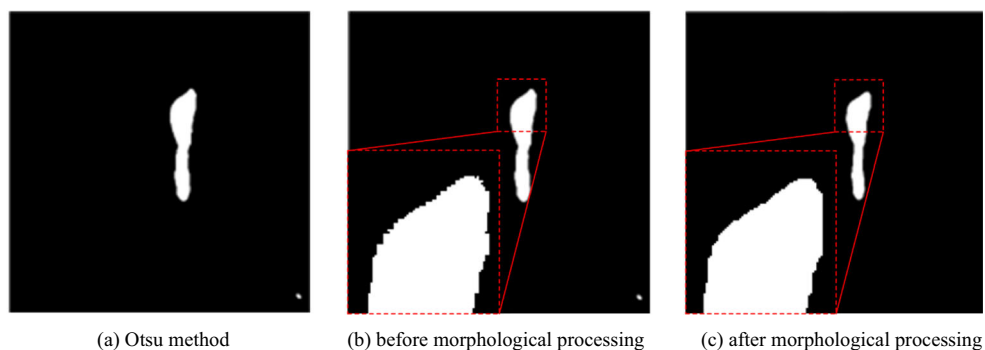 (a) Otsu method
(b) before morphological processing
(c) after morphological processing